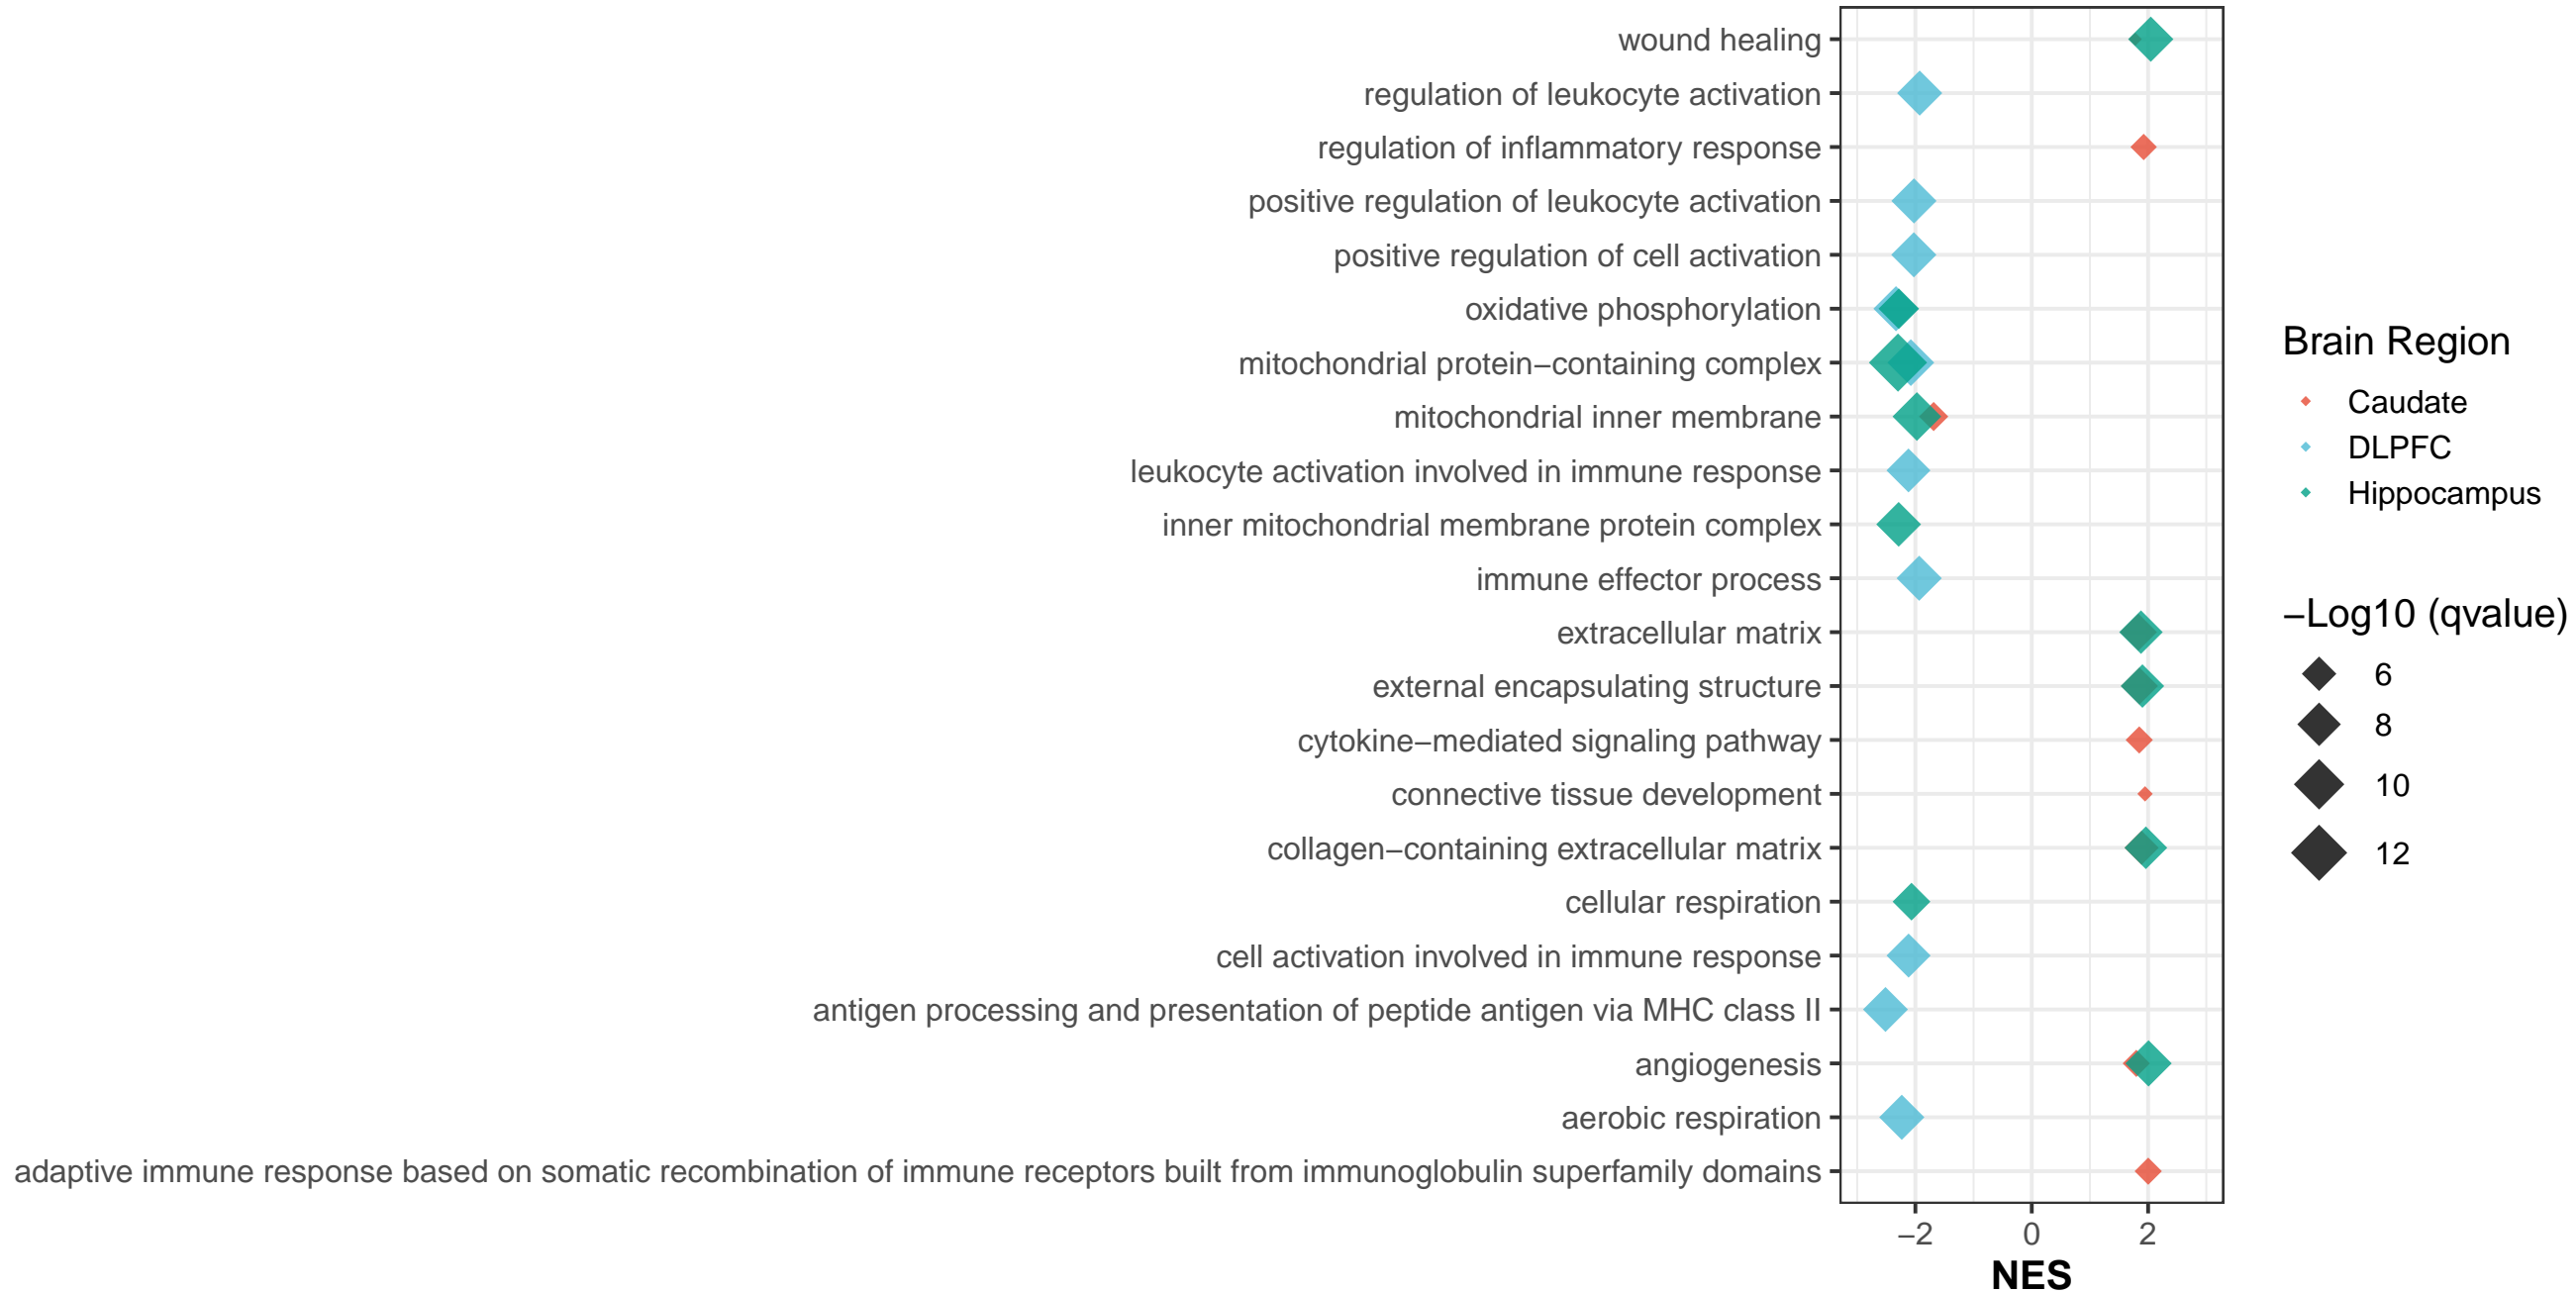 wound healing
regulation of leukocyte activation
regulation of inflammatory response
positive regulation of leukocyte activation
positive regulation of cell activation
oxidative phosphorylation
mitochondrial protein−containing complex
mitochondrial inner membrane
leukocyte activation involved in immune response
inner mitochondrial membrane protein complex
immune effector process
extracellular matrix
external encapsulating structure
cytokine−mediated signaling pathway
connective tissue development
collagen−containing extracellular matrix
cellular respiration
cell activation involved in immune response
antigen processing and presentation of peptide antigen via MHC class II
angiogenesis
aerobic respiration
adaptive immune response based on somatic recombination of immune receptors built from immunoglobulin superfamily domains
−2 0 2
NES
Brain Region
Caudate
DLPFC
Hippocampus
−Log10 (qvalue)
6
8
10
12